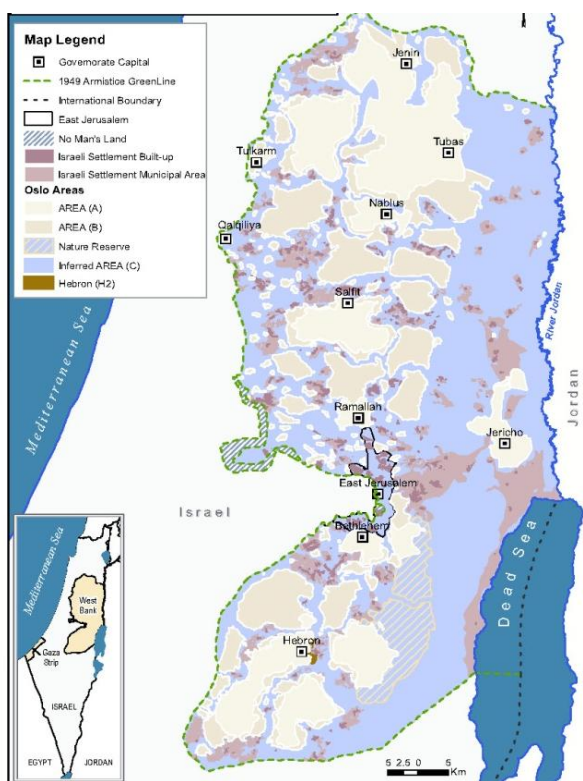 Map Legend
Governorate Capital
1949 Armistice GreenLine
International Boundary
East Jerusalem
No Man's Land
Israeli Settlement Built-up
Israeli Settlement Municipal Area
Oslo Areas
AREA (A)
AREA (B)
Nature Reserve
Inferred AREA (C)
Hebron (H2)
Jenin
Tubas
Tulkarm
Nablus
Qalqiliya
Salfit
Ramallah
Jericho
East Jerusalem
Bethlehem
Hebron
Mediterranean Sea
River Jordan
Jordan
Israel
Dead Sea
Mediterranean Sea
West
Bank
Gaza
Strip
ISRAEL
EGYPT
JORDAN
5 2.5 0 5
Km